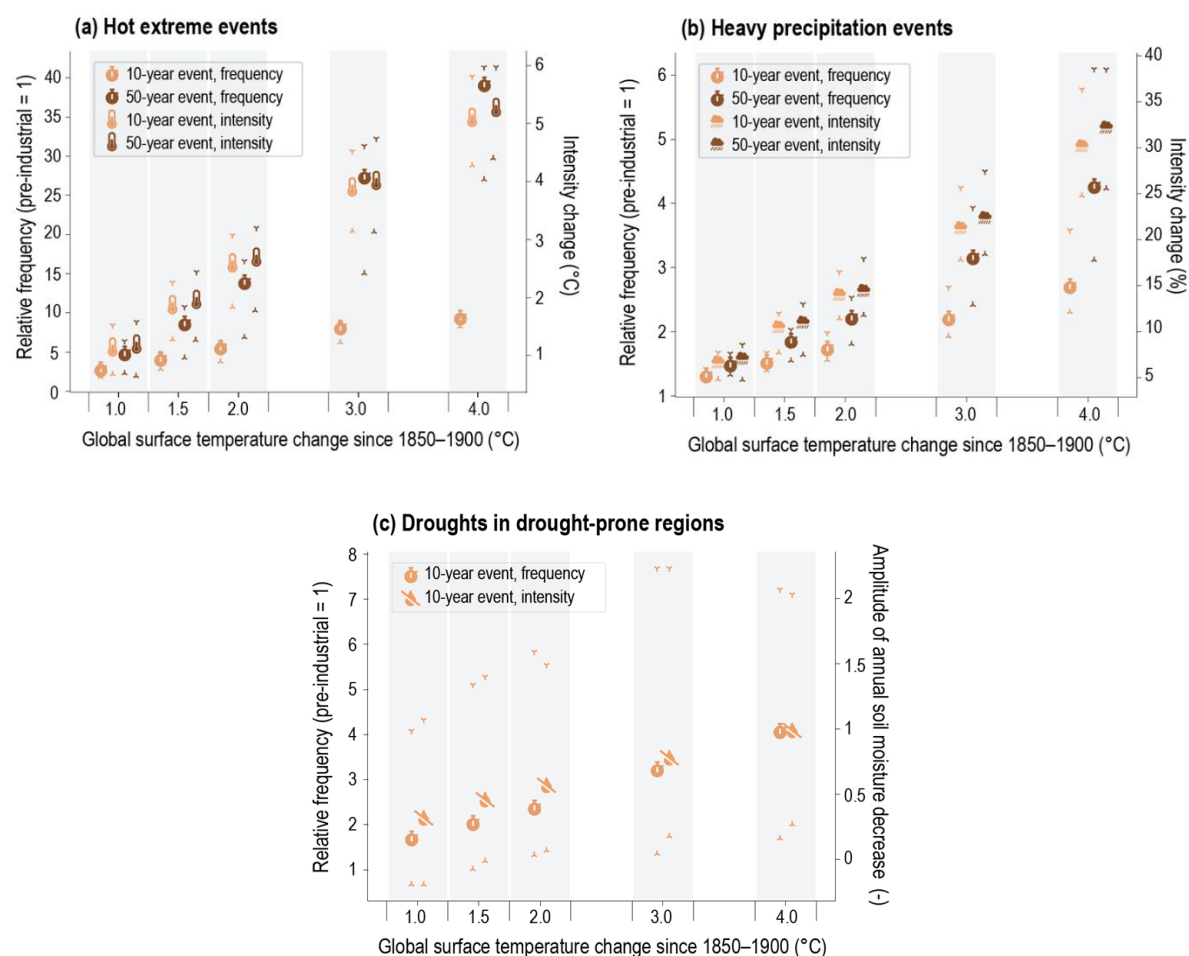 (a) Hot extreme events
Relative frequency (pre-industrial = 1)
40
35
30
25
20
15
10
5
0
10-year event, frequency
50-year event, frequency
10-year event, intensity
50-year event, intensity
6
5
4
3
2
1
Intensity change (°C)
1.0 1.5 2.0 3.0 4.0
Global surface temperature change since 1850–1900 (°C)
(b) Heavy precipitation events
Relative frequency (pre-industrial = 1)
6
5
4
3
2
1
10-year event, frequency
50-year event, frequency
10-year event, intensity
50-year event, intensity
40
35
30
25
20
15
10
5
Intensity change (%)
1.0 1.5 2.0 3.0 4.0
Global surface temperature change since 1850–1900 (°C)
(c) Droughts in drought-prone regions
Relative frequency (pre-industrial = 1)
8
7
6
5
4
3
2
1
10-year event, frequency
10-year event, intensity
2
1.5
1
0.5
0
Amplitude of annual soil moisture decrease (-)
1.0 1.5 2.0 3.0 4.0
Global surface temperature change since 1850–1900 (°C)